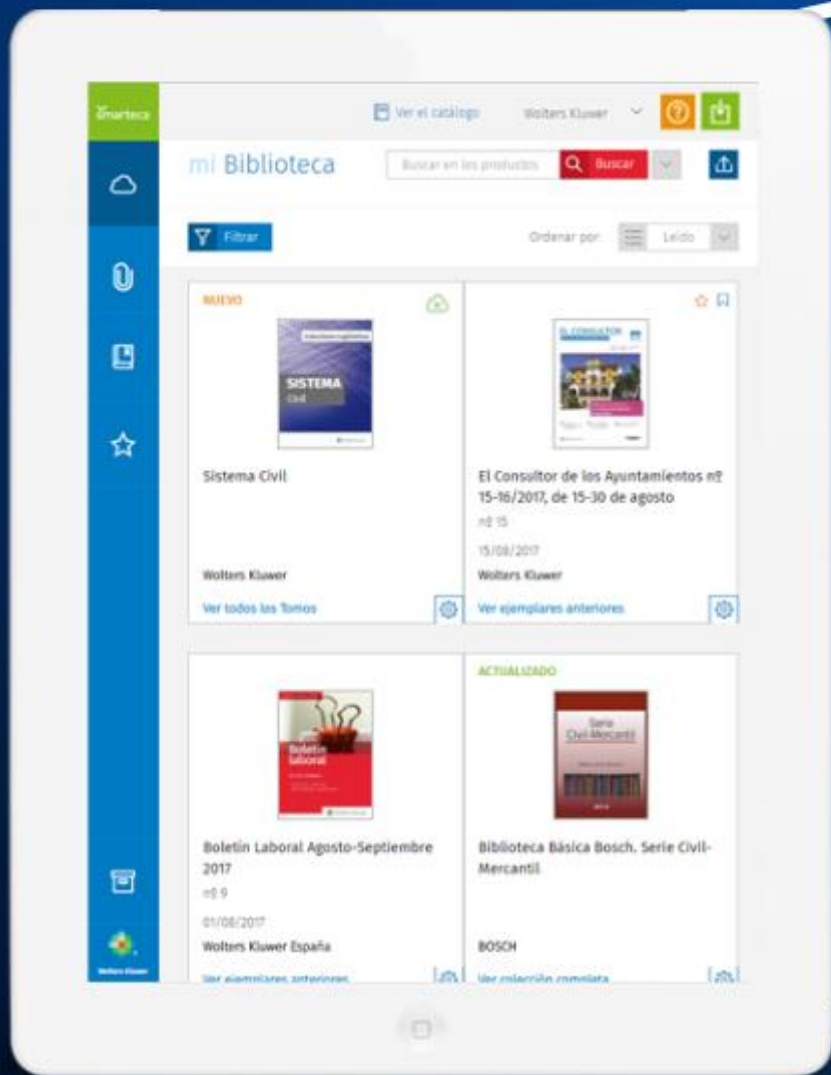 smarteca
Ver el catálogo
Wolters Kluwer
mi Biblioteca
Buscar en los productos
Buscar
Filtrar
Ordenar por:
Leído
NUEVO
SISTEMA
Civil
Sistema Civil
Wolters Kluwer
Ver todos los Tomos
EL CONSULTOR
El Consultor de los Ayuntamientos nº
15-16/2017, de 15-30 de agosto
nº 15
15/08/2017
Wolters Kluwer
Ver ejemplares anteriores
Boletín
laboral
Boletín Laboral Agosto-Septiembre
2017
nº 9
01/08/2017
Wolters Kluwer España
Ver ejemplares anteriores
ACTUALIZADO
Serie
Civil-Mercantil
Biblioteca Básica Bosch. Serie Civil-
Mercantil
BOSCH
Ver colección completa
Wolters Kluwer